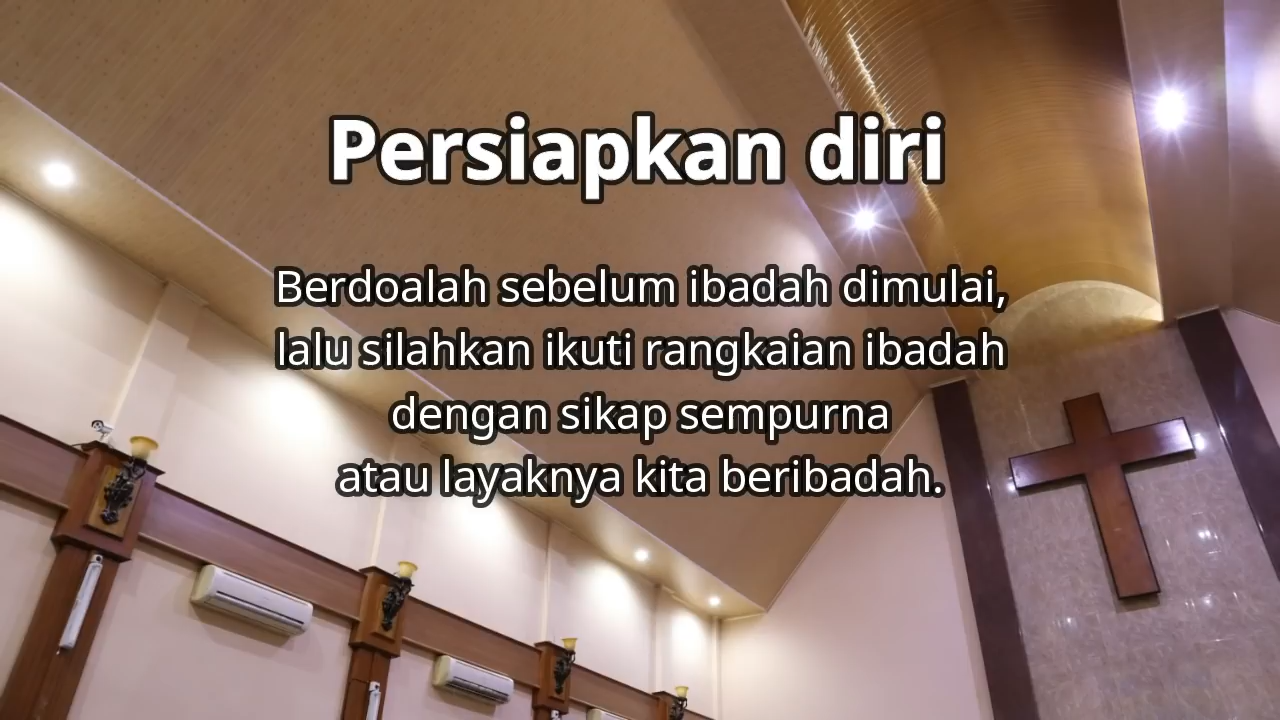 Persiapkan diri
Berdoalah sebelum ibadah dimulai,
lalu silahkan ikuti rangkaian ibadah
dengan sikap sempurna
atau layaknya kita beribadah.